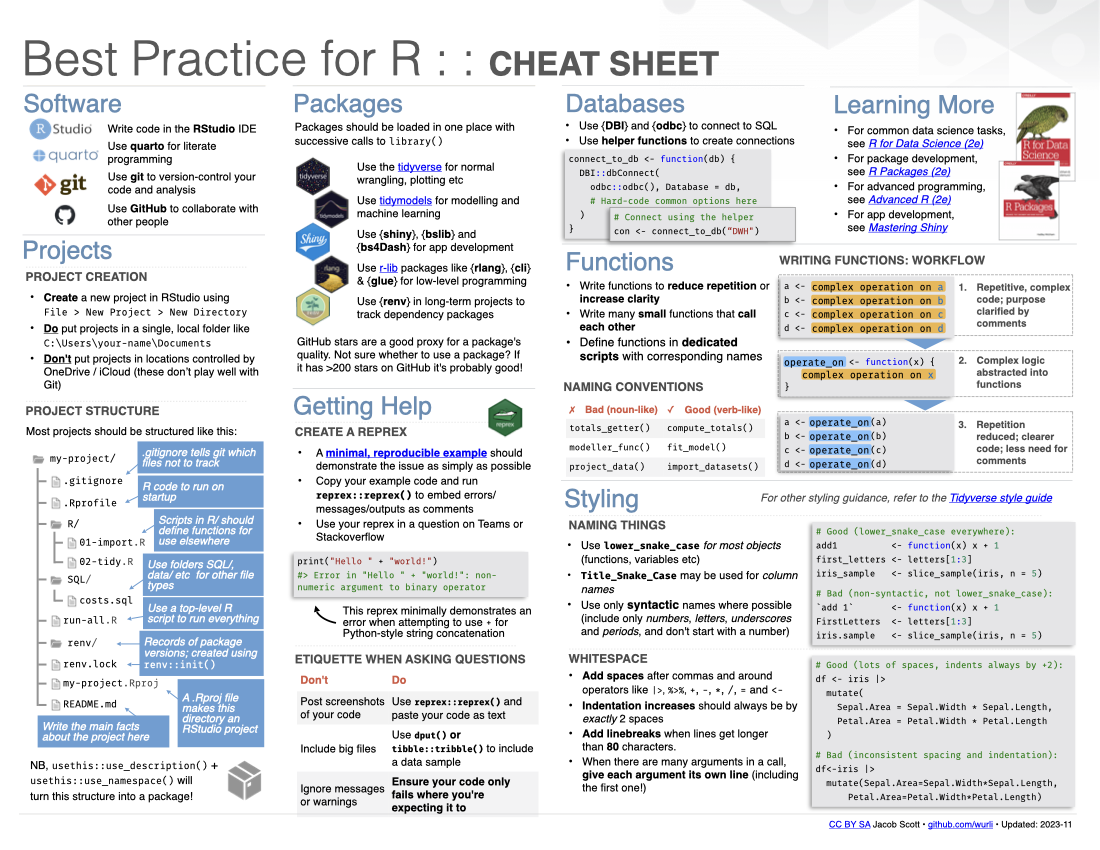 Best Practice for R : : CHEAT SHEET
Software
R Studio
Write code in the RStudio IDE
quarto
Use quarto for literate
programming
git
Use git to version-control your
code and analysis
Use GitHub to collaborate with
other people
Projects
PROJECT CREATION
• Create a new project in RStudio using
File > New Project > New Directory
• Do put projects in a single, local folder like
C:\Users\your-name\Documents
• Don't put projects in locations controlled by
OneDrive / iCloud (these don't play well with
Git)
PROJECT STRUCTURE
Most projects should be structured like this:
my-project/
.gitignore tells git which
files not to track
.gitignore
R code to run on
startup
.Rprofile
R/
Scripts in R/ should
define functions for
use elsewhere
01-import.R
02-tidy.R
Use folders SQL,
data/ etc for other file
types
SQL/
costs.sql
Use a top-level R
script to run everything
run-all.R
renv/
Records of package
versions; created using
renv::init()
renv.lock
my-project.Rproj
A .Rproj file
makes this
directory an
RStudio project
README.md
Write the main facts
about the project here
NB, usethis::use_description() +
usethis::use_namespace() will
turn this structure into a package!
Packages
Packages should be loaded in one place with
successive calls to library()
tidyverse
Use the tidyverse for normal
wrangling, plotting etc
tidymodels
Use tidymodels for modelling and
machine learning
Shiny
Use {shiny}, {bslib} and
{bs4Dash} for app development
rlang
Use r-lib packages like {rlang}, {cli}
& {glue} for low-level programming
Use {renv} in long-term projects to
track dependency packages
GitHub stars are a good proxy for a package's
quality. Not sure whether to use a package? If
it has >200 stars on GitHub it's probably good!
Getting Help
reprex
CREATE A REPREX
• A minimal, reproducible example should
demonstrate the issue as simply as possible
• Copy your example code and run
reprex::reprex() to embed errors/
messages/outputs as comments
• Use your reprex in a question on Teams or
Stackoverflow
print("Hello " + "world!")
#> Error in "Hello " + "world!": non-
numeric argument to binary operator
This reprex minimally demonstrates an
error when attempting to use + for
Python-style string concatenation
ETIQUETTE WHEN ASKING QUESTIONS
Don't Do
Post screenshots
of your code
Use reprex::reprex() and
paste your code as text
Include big files
Use dput() or
tibble::tribble() to include
a data sample
Ignore messages
or warnings
Ensure your code only
fails where you're
expecting it to
Databases
• Use {DBI} and {odbc} to connect to SQL
• Use helper functions to create connections
connect_to_db <- function(db) {
DBI::dbConnect(
odbc::odbc(), Database = db,
# Hard-code common options here
)
}
# Connect using the helper
con <- connect_to_db("DWH")
Learning More
• For common data science tasks,
see R for Data Science (2e)
• For package development,
see R Packages (2e)
• For advanced programming,
see Advanced R (2e)
• For app development,
see Mastering Shiny
R for Data
Science
R Packages
Functions
• Write functions to reduce repetition or
increase clarity
• Write many small functions that call
each other
• Define functions in dedicated
scripts with corresponding names
NAMING CONVENTIONS
✗ Bad (noun-like) ✓ Good (verb-like)
totals_getter() compute_totals()
modeller_func() fit_model()
project_data() import_datasets()
WRITING FUNCTIONS: WORKFLOW
a <- complex operation on a
b <- complex operation on b
c <- complex operation on c
d <- complex operation on d
1. Repetitive, complex
code; purpose
clarified by
comments
operate_on <- function(x) {
complex operation on x
}
2. Complex logic
abstracted into
functions
a <- operate_on(a)
b <- operate_on(b)
c <- operate_on(c)
d <- operate_on(d)
3. Repetition
reduced; clearer
code; less need for
comments
Styling
For other styling guidance, refer to the Tidyverse style guide
NAMING THINGS
• Use lower_snake_case for most objects
(functions, variables etc)
• Title_Snake_Case may be used for column
names
• Use only syntactic names where possible
(include only numbers, letters, underscores
and periods, and don't start with a number)
# Good (lower_snake_case everywhere):
add1 <- function(x) x + 1
first_letters <- letters[1:3]
iris_sample <- slice_sample(iris, n = 5)
# Bad (non-syntactic, not lower_snake_case):
`add 1` <- function(x) x + 1
FirstLetters <- letters[1:3]
iris.sample <- slice_sample(iris, n = 5)
WHITESPACE
• Add spaces after commas and around
operators like |>, %>%, +, -, *, /, = and <-
• Indentation increases should always be by
exactly 2 spaces
• Add linebreaks when lines get longer
than 80 characters.
• When there are many arguments in a call,
give each argument its own line (including
the first one!)
# Good (lots of spaces, indents always by +2):
df <- iris |>
mutate(
Sepal.Area = Sepal.Width * Sepal.Length,
Petal.Area = Petal.Width * Petal.Length
)
# Bad (inconsistent spacing and indentation):
df<-iris |>
mutate(Sepal.Area=Sepal.Width*Sepal.Length,
Petal.Area=Petal.Width*Petal.Length)
CC BY SA Jacob Scott • github.com/wurli • Updated: 2023-11